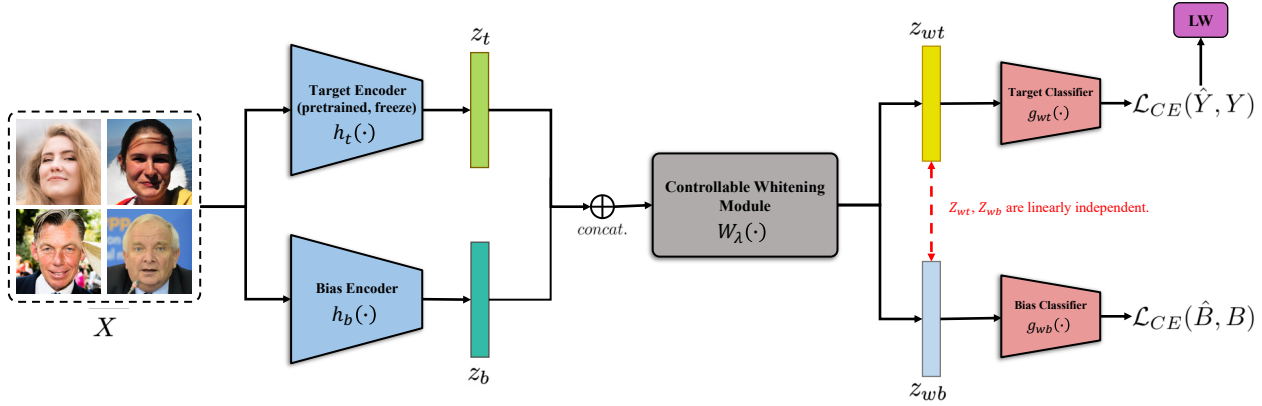 X
Target Encoder
(pretrained, freeze)
h_t(·)
z_t
Bias Encoder
h_b(·)
z_b
concat.
Controllable Whitening
Module
W_λ(·)
z_wt
Z_wt, Z_wb are linearly independent.
z_wb
Target Classifier
g_wt(·)
LW
ℒ_CE(Ŷ, Y)
Bias Classifier
g_wb(·)
ℒ_CE(B̂, B)